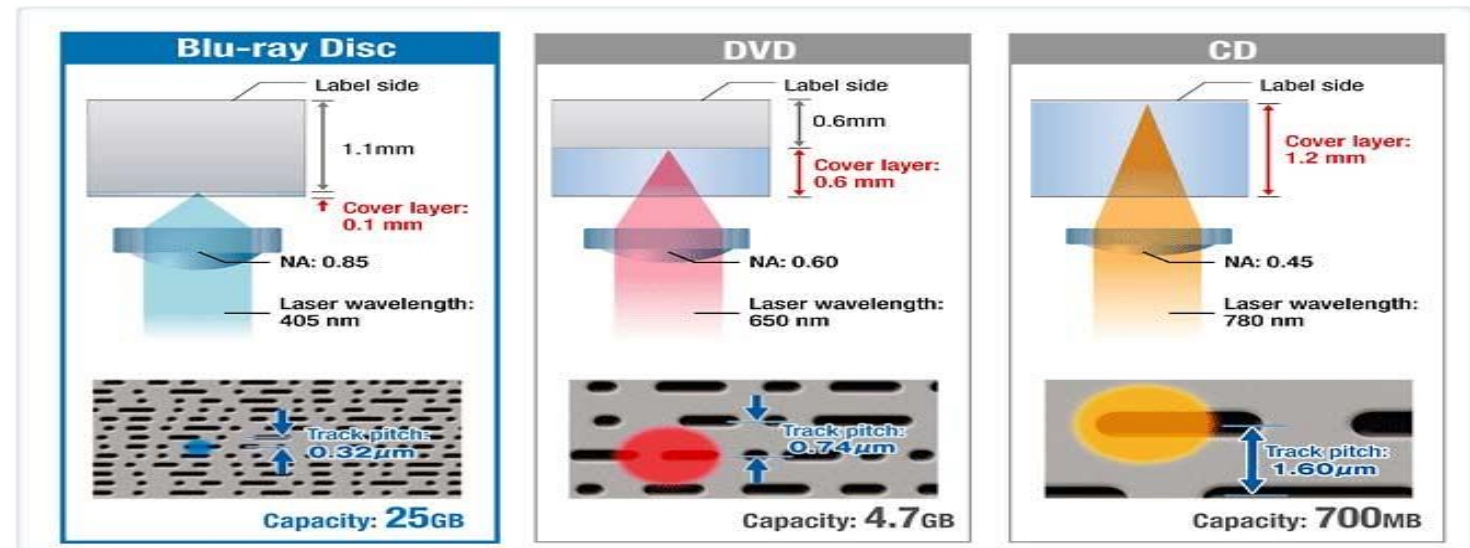 Blu-ray Disc
Label side
1.1mm
Cover layer:
0.1 mm
NA: 0.85
Laser wavelength:
405 nm
Track pitch:
0.32μm
Capacity: 25GB
DVD
Label side
0.6mm
Cover layer:
0.6 mm
NA: 0.60
Laser wavelength:
650 nm
Track pitch:
0.74μm
Capacity: 4.7GB
CD
Label side
Cover layer:
1.2 mm
NA: 0.45
Laser wavelength:
780 nm
Track pitch:
1.60μm
Capacity: 700MB